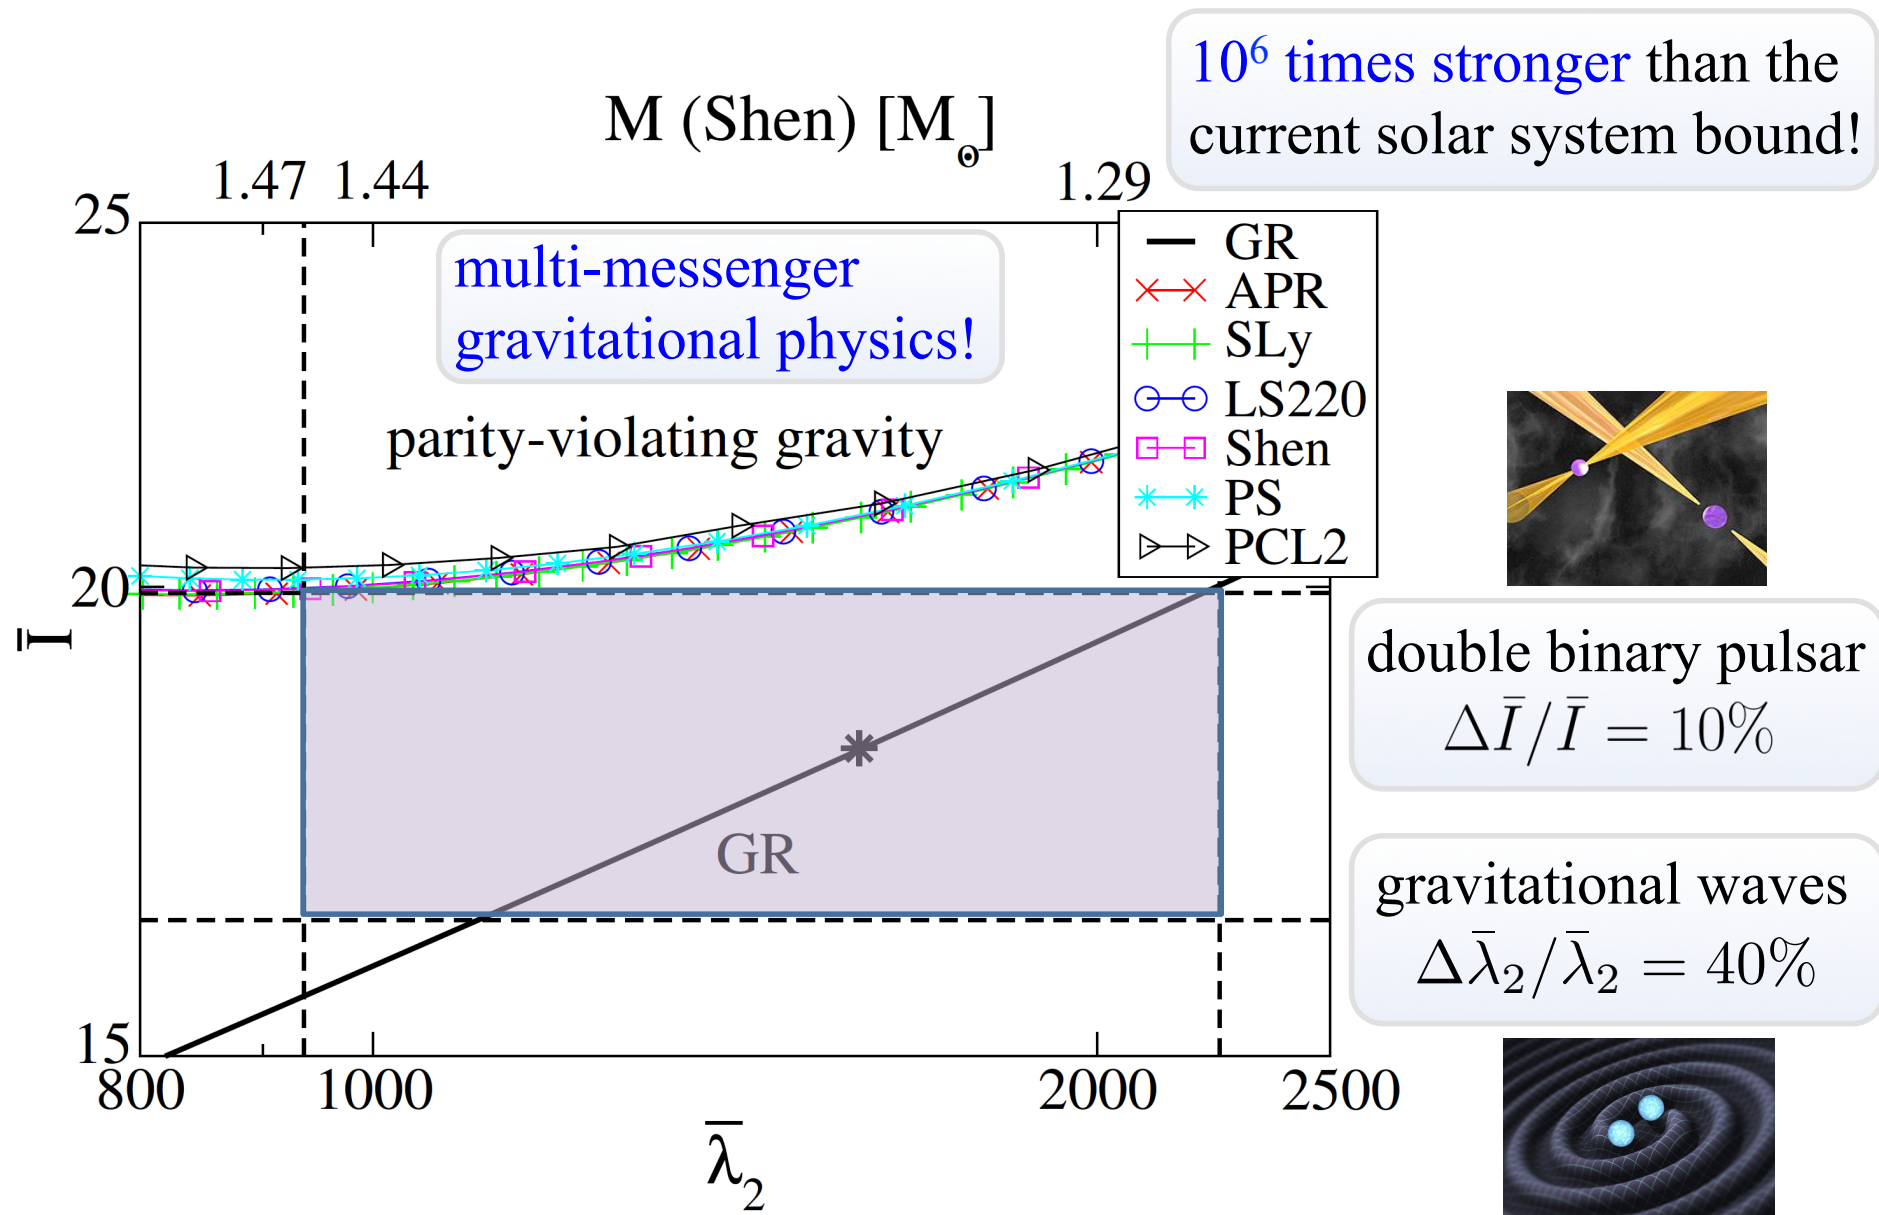 10⁶ times stronger than the
current solar system bound!
M (Shen) [M⊙]
1.47 1.44 1.29
25
multi-messenger
gravitational physics!
GR
APR
SLy
LS220
Shen
PS
PCL2
parity-violating gravity
20
Ī
double binary pulsar
ΔĪ/Ī = 10%
GR
gravitational waves
Δλ̄₂/λ̄₂ = 40%
15
800 1000 2000 2500
λ̄₂